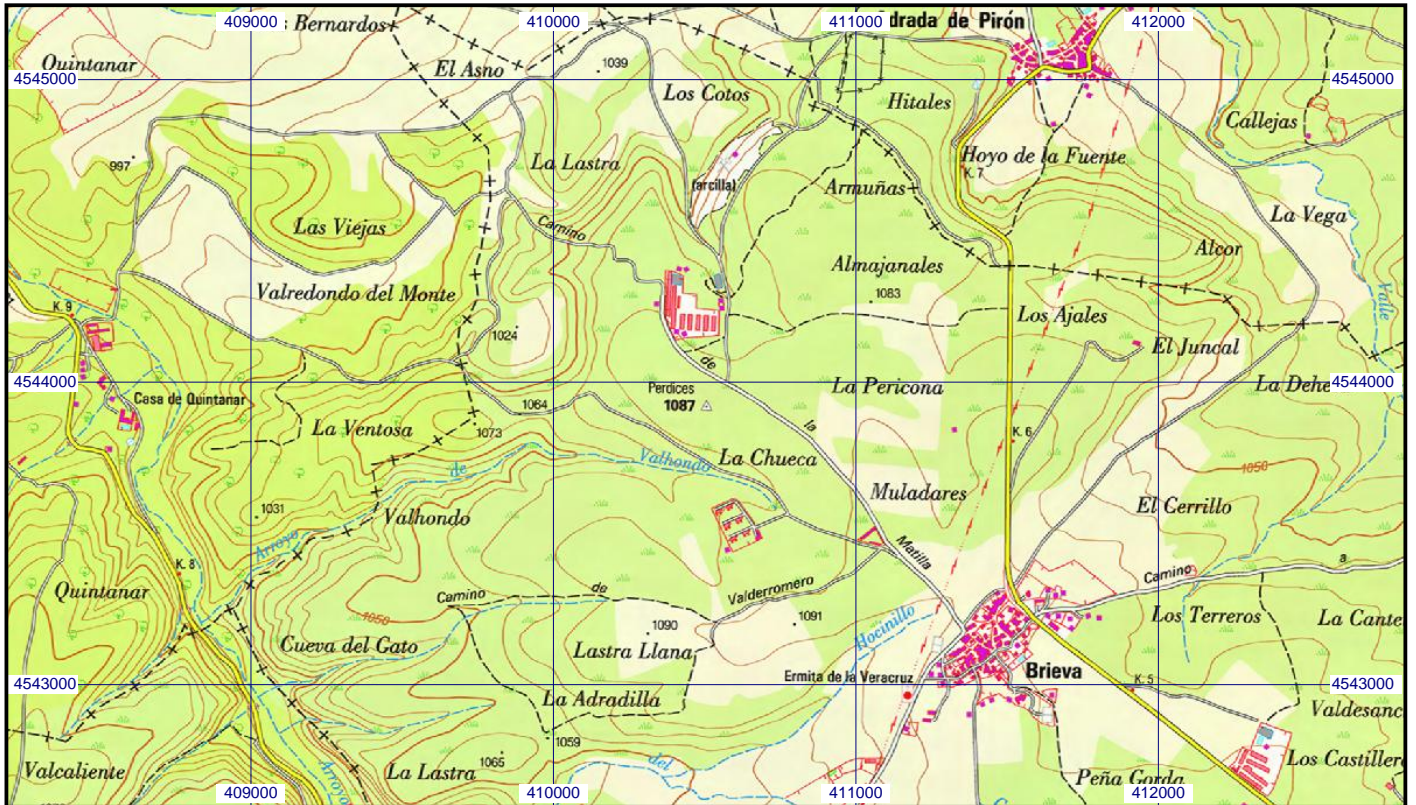 409000 410000 411000 412000
s Bernardos
drada de Pirón
Quintanar
El Asno
1039
4545000 4545000
Los Cotos
Hitales
Callejas
997
La Lastra
Hoyo de la Fuente
K. 7
(arcilla)
Armuñas
La Vega
Las Viejas
Camino
Alcor
Almajanales
Valredondo del Monte
1083
Valle
K. 9
Los Ajales
1024
El Juncal
de
4544000 4544000
Perdices
1087
La Pericona
La Dehe
Casa de Quintanar
1064
La Ventosa
1073
la
K. 6
de
Valhondo
La Chueca
1050
Muladares
El Cerrillo
1031
Valhondo
Arroyo
Matilla
a
K. 8
Camino
Quintanar
Camino
de
Valderromero
1050
Los Terreros
La Cante
1091
Hocinillo
1090
Cueva del Gato
Lastra Llana
Ermita de la Veracruz
Brieva
4543000 4543000
K. 5
La Adradilla
Valdesanc
1059
1065
del
Los Castiller
Valcaliente
La Lastra
Arroyo
Peña Gorda
409000 410000 411000 412000